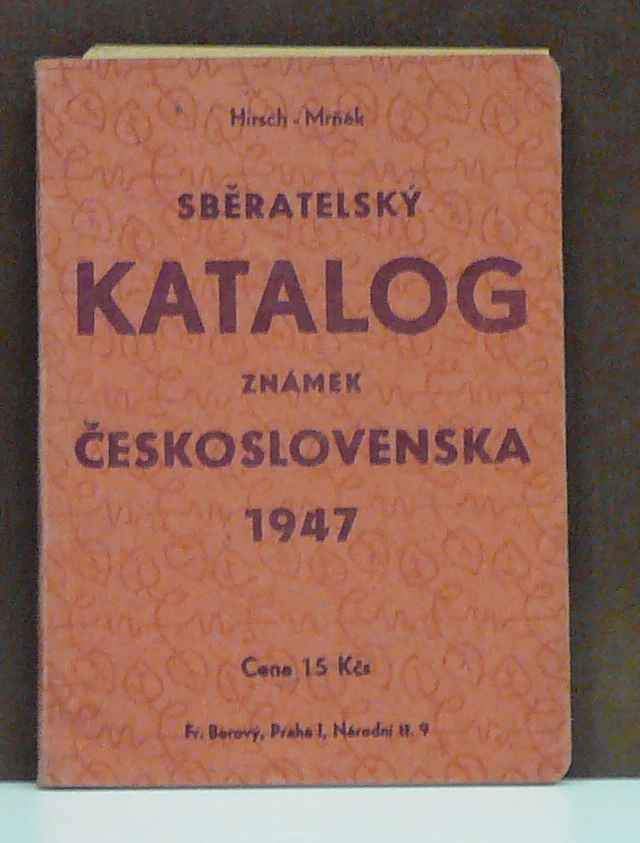 Hirsch - Mrňák
SBĚRATELSKÝ
KATALOG
ZNÁMEK
ČESKOSLOVENSKA
1947
Cena 15 Kčs
Fr. Borový, Praha I, Národní tř. 9